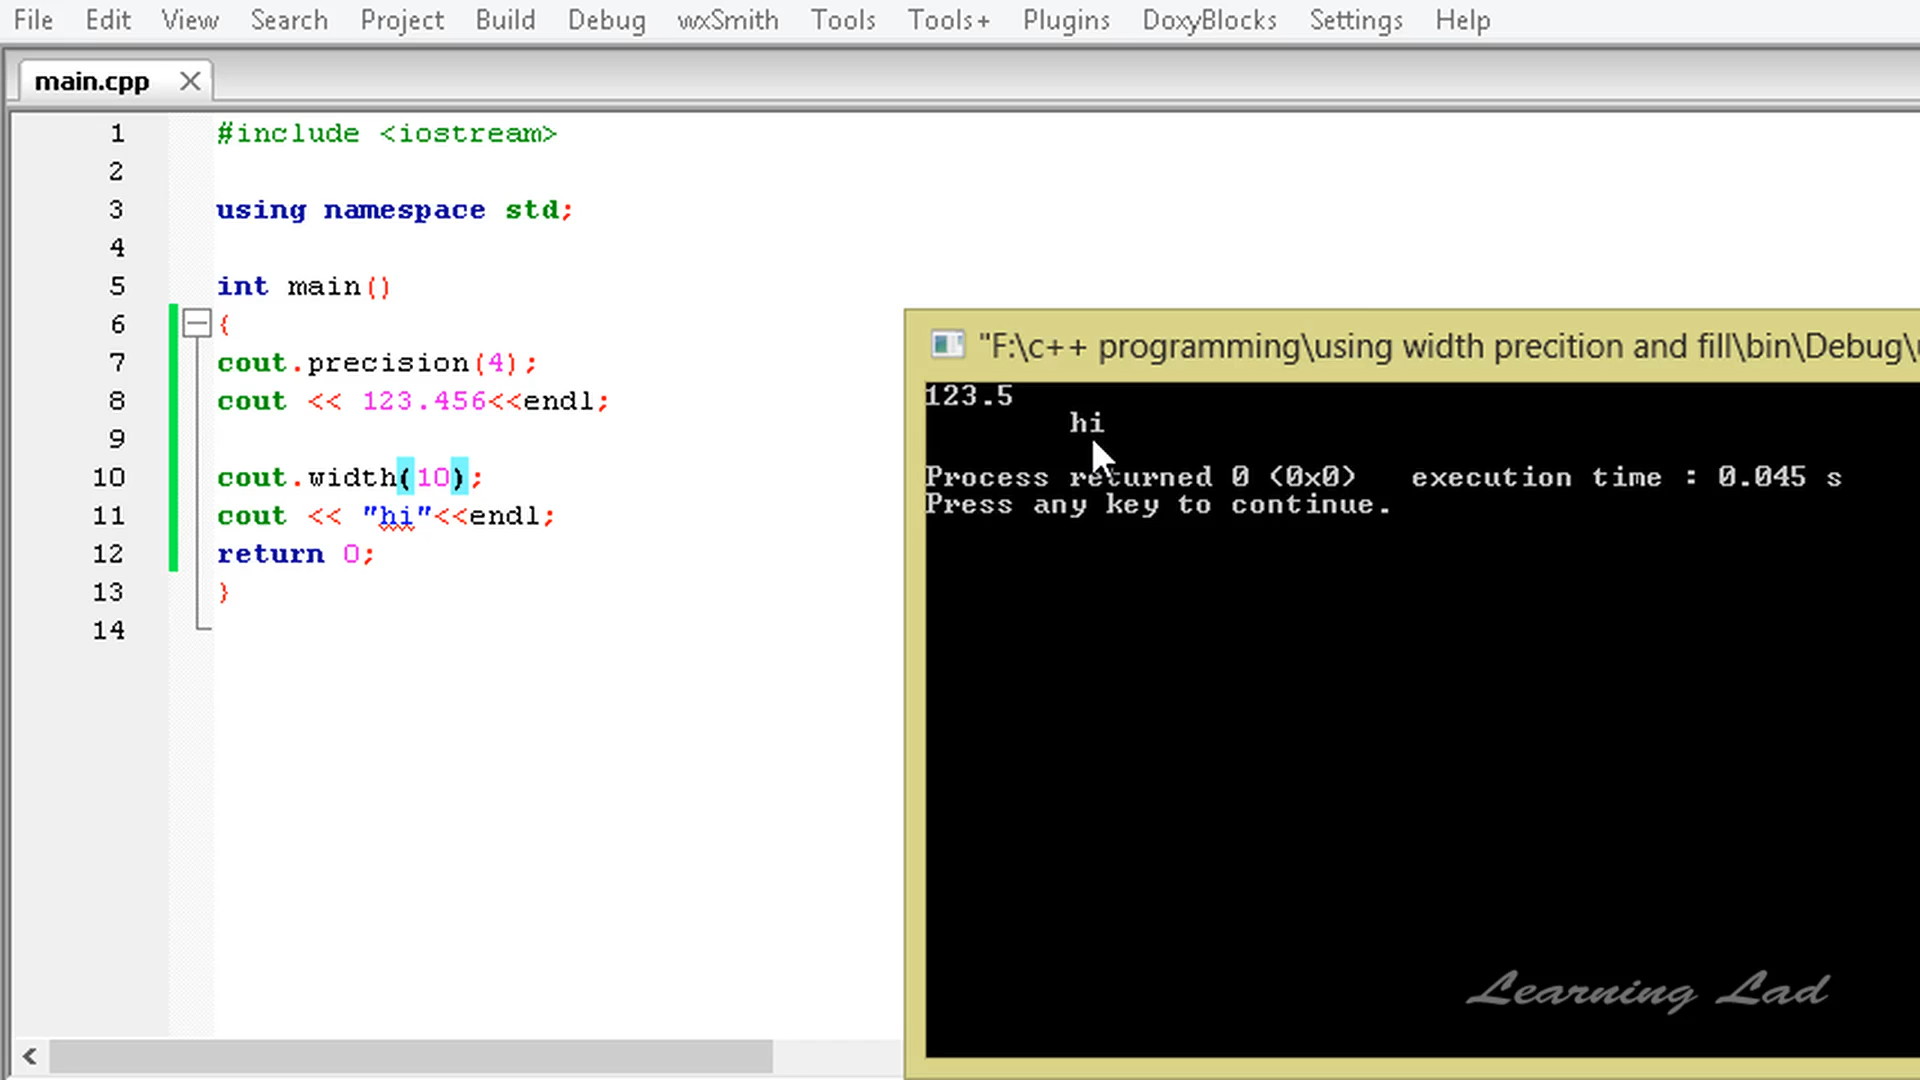 File Edit View Search Project Build Debug wxSmith Tools Tools+ Plugins DoxyBlocks Settings Help
main.cpp
1 #include <iostream>
2
3 using namespace std;
4
5 int main()
6 {
7 cout.precision(4);
8 cout << 123.456<<endl;
9
10 cout.width(10);
11 cout << "hi"<<endl;
12 return 0;
13 }
14
"F:\c++ programming\using width precition and fill\bin\Debug\
123.5
hi
Process returned 0 (0x0) execution time : 0.045 s
Press any key to continue.
Learning Lad